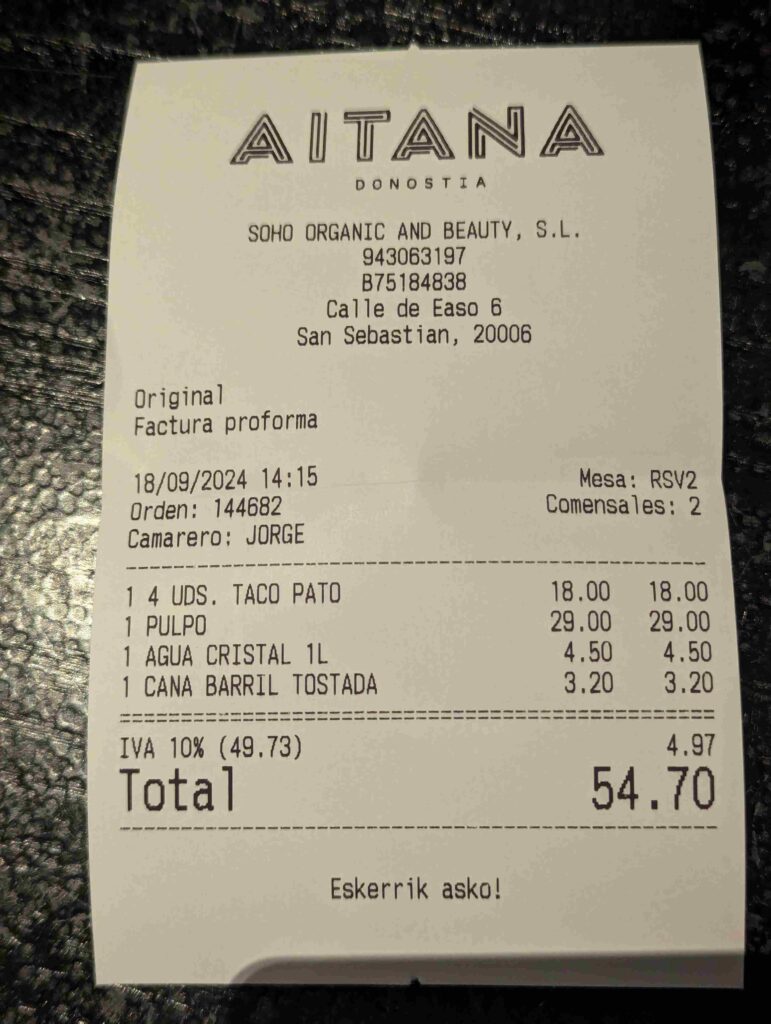 AITANA
DONOSTIA
SOHO ORGANIC AND BEAUTY, S.L.
943063197
B75184838
Calle de Easo 6
San Sebastian, 20006
Original
Factura proforma
18/09/2024 14:15 Mesa: RSV2
Orden: 144682 Comensales: 2
Camarero: JORGE
1 4 UDS. TACO PATO 18.00 18.00
1 PULPO 29.00 29.00
1 AGUA CRISTAL 1L 4.50 4.50
1 CANA BARRIL TOSTADA 3.20 3.20
IVA 10% (49.73) 4.97
Total 54.70
Eskerrik asko!